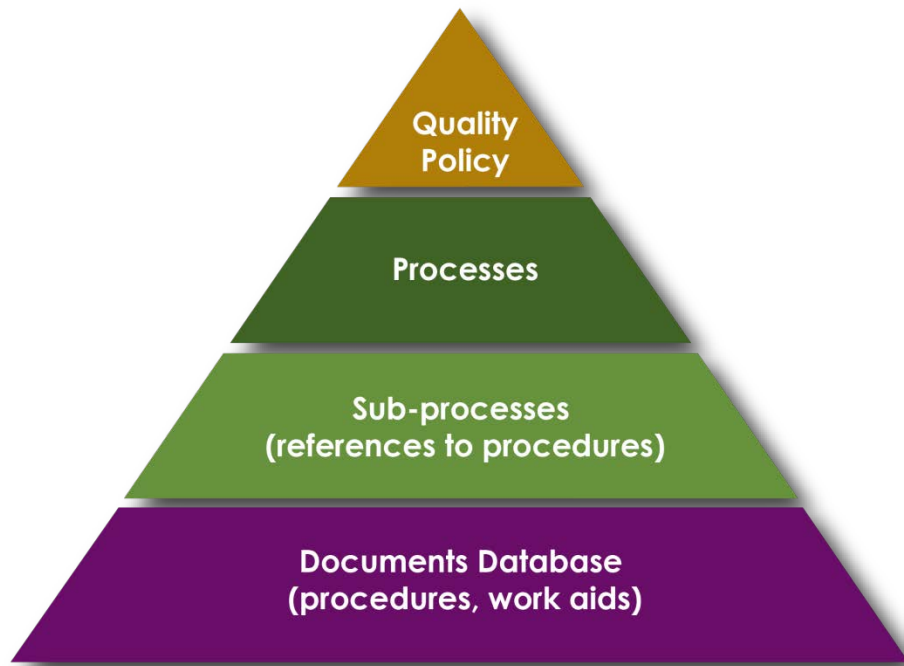 Quality
Policy
Processes
Sub-processes
(references to procedures)
Documents Database
(procedures, work aids)